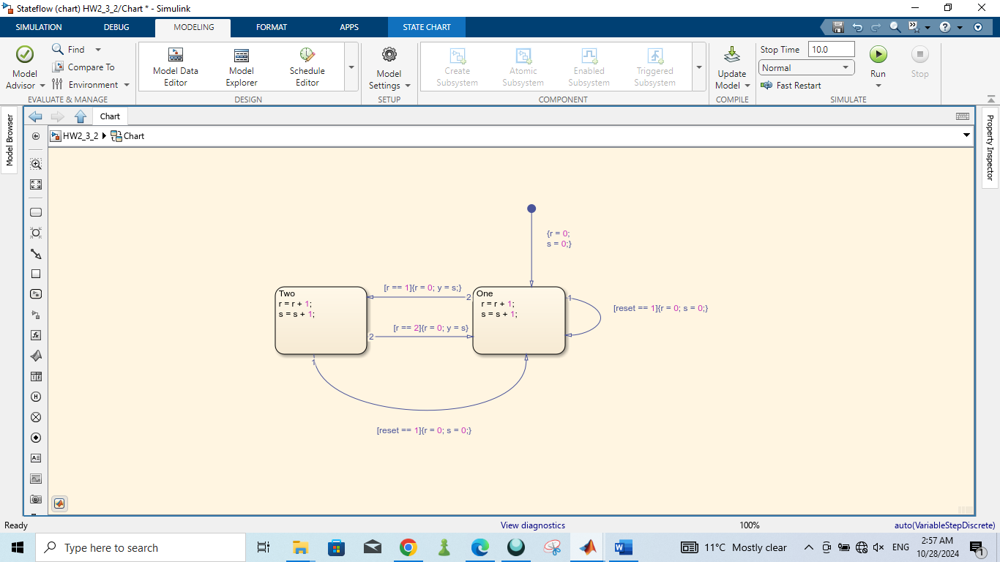 Stateflow (chart) HW2_3_2/Chart * - Simulink
SIMULATION DEBUG MODELING FORMAT APPS STATE CHART
Model Advisor
Find
Compare To
Environment
EVALUATE & MANAGE
Model Data Editor
Model Explorer
Schedule Editor
DESIGN
Model Settings
SETUP
Create Subsystem
Atomic Subsystem
Enabled Subsystem
Triggered Subsystem
COMPONENT
Update Model
COMPILE
Stop Time 10.0
Normal
Fast Restart
Run
Stop
SIMULATE
Model Browser
Chart
Property Inspector
HW2_3_2 Chart
{r = 0;
s = 0;}
Two
r = r + 1;
s = s + 1;
[r == 1]{r = 0; y = s;}
2
One
r = r + 1;
s = s + 1;
1
[reset == 1]{r = 0; s = 0;}
[r == 2]{r = 0; y = s}
2
1
[reset == 1]{r = 0; s = 0;}
Ready
View diagnostics
100%
auto(VariableStepDiscrete)
Type here to search
11°C Mostly clear
ENG
2:57 AM
10/28/2024
1